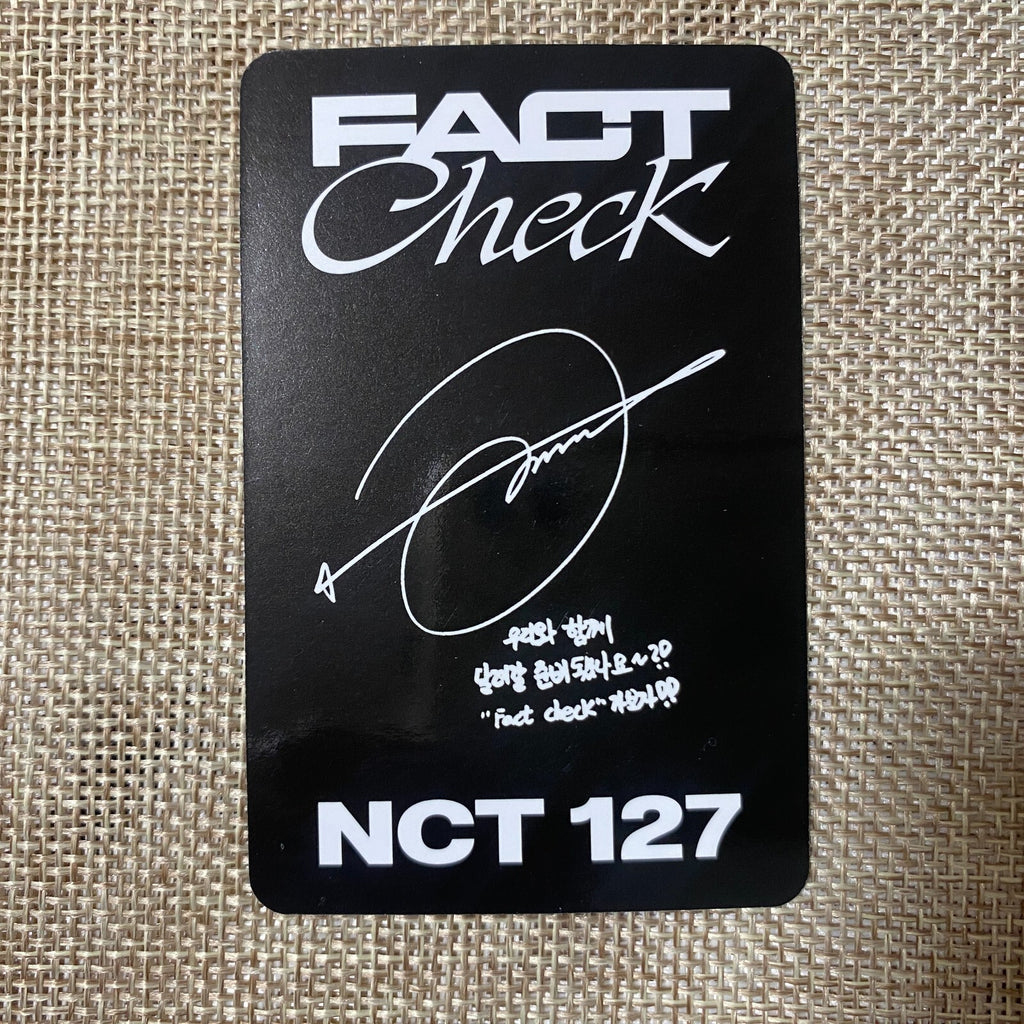 FACT
Check
우리와 함께
달려갈 준비 됐나요~??
"Fact check" 가보자!!
NCT 127